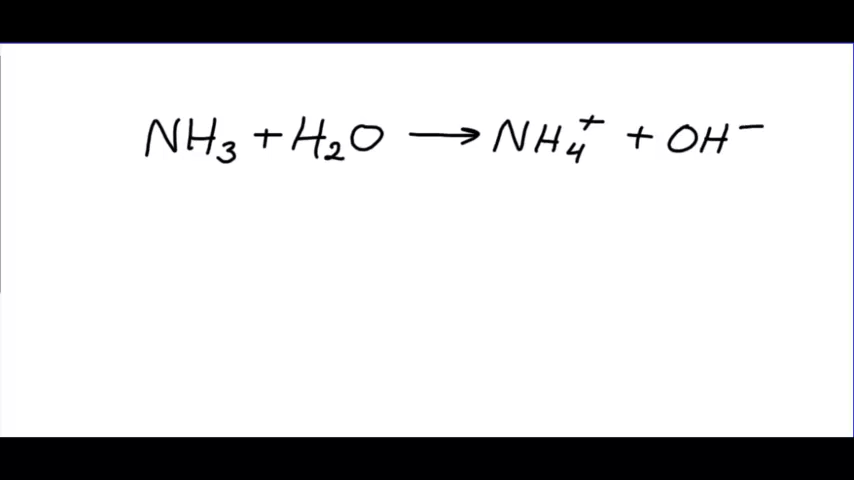 NH₃ + H₂O → NH₄⁺ + OH⁻